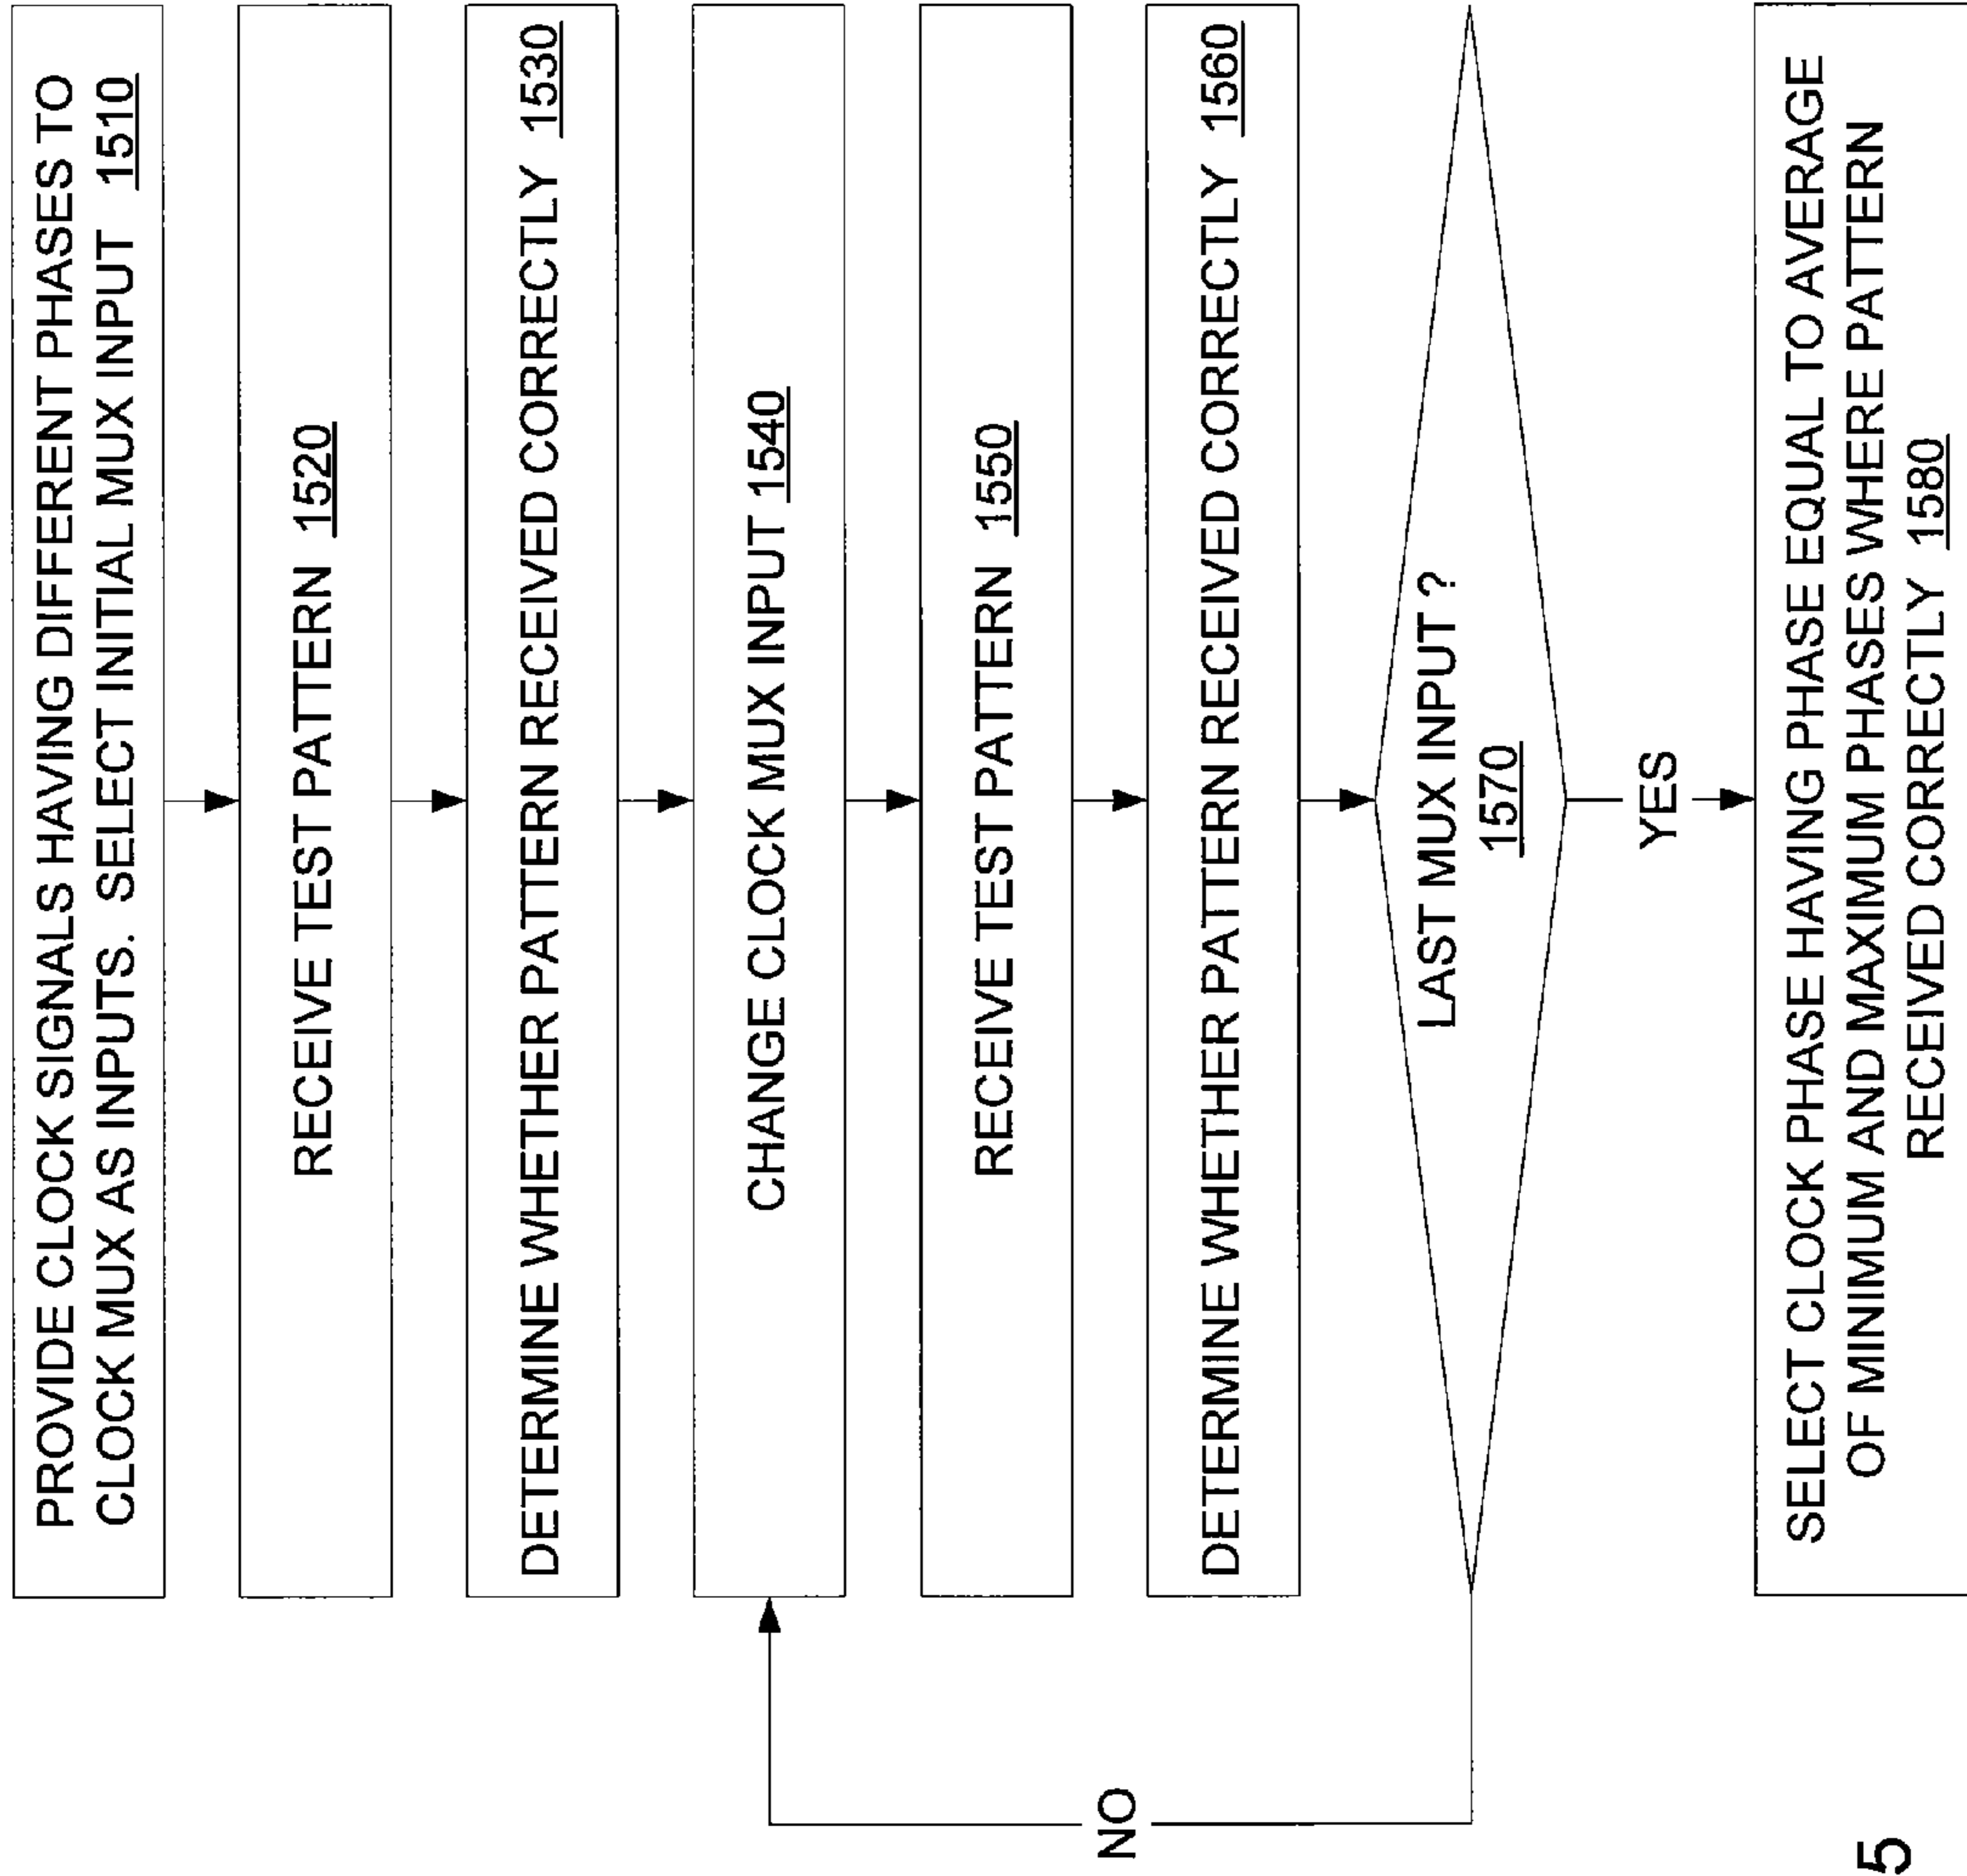 PROVIDE CLOCK SIGNALS HAVING DIFFERENT PHASES TO
CLOCK MUX AS INPUTS. SELECT INITIAL MUX INPUT 1510
RECEIVE TEST PATTERN 1520
DETERMINE WHETHER PATTERN RECEIVED CORRECTLY 1530
CHANGE CLOCK MUX INPUT 1540
RECEIVE TEST PATTERN 1550
DETERMINE WHETHER PATTERN RECEIVED CORRECTLY 1560
LAST MUX INPUT ?
1570
NO
YES
SELECT CLOCK PHASE HAVING PHASE EQUAL TO AVERAGE
OF MINIMUM AND MAXIMUM PHASES WHERE PATTERN
RECEIVED CORRECTLY 1580
5